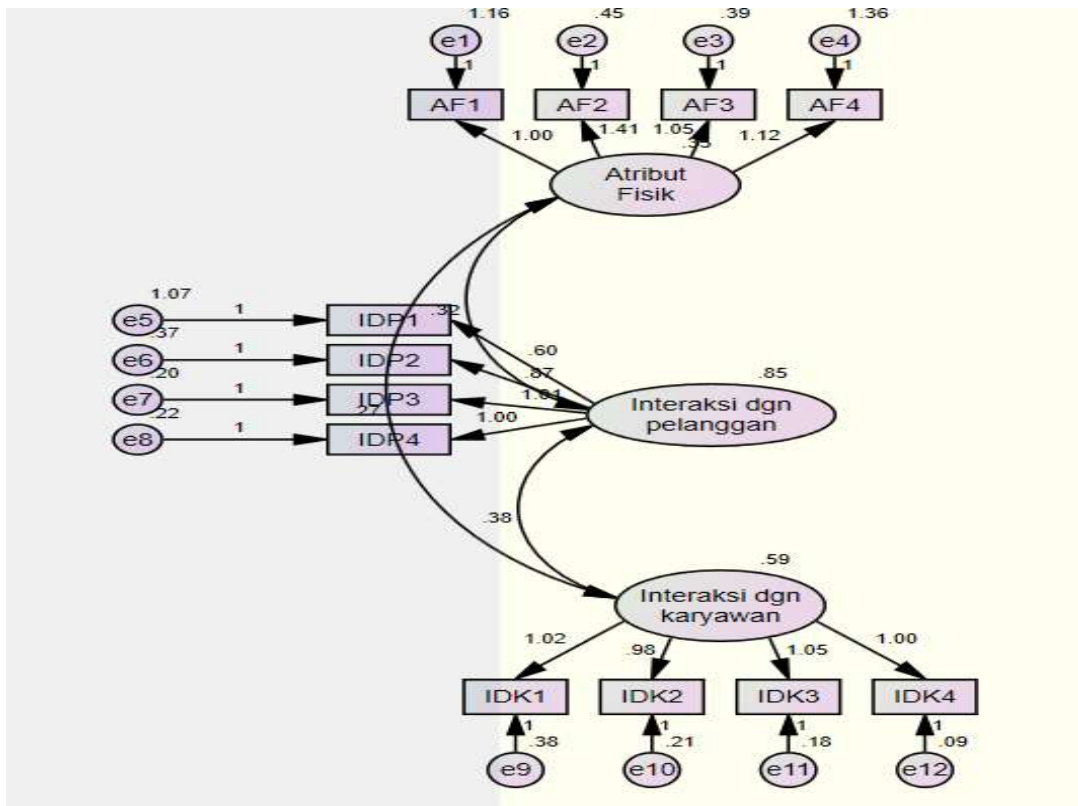 1.16 .45 .39 1.36
e1 e2 e3 e4
1 1 1 1
AF1 AF2 AF3 AF4
1.00 1.41 1.05 1.12
Atribut
Fisik
1.07
e5 1 IDP1 .32
.37 .60
e6 1 IDP2 .87
.20 .85
e7 1 IDP3 1.01 Interaksi dgn
.22 .27 1.00 pelanggan
e8 1 IDP4
.38
.59
Interaksi dgn
karyawan
1.02 .98 1.05 1.00
IDK1 IDK2 IDK3 IDK4
1 1 1 1
.38 .21 .18 .09
e9 e10 e11 e12